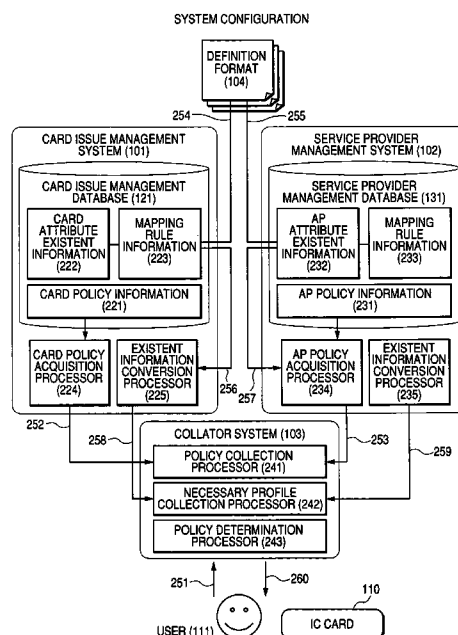 SYSTEM CONFIGURATION
DEFINITION
FORMAT
(104)
254
255
CARD ISSUE MANAGEMENT
SYSTEM (101)
CARD ISSUE MANAGEMENT
DATABASE (121)
CARD
ATTRIBUTE
EXISTENT
INFORMATION
(222)
MAPPING
RULE
INFORMATION
(223)
CARD POLICY INFORMATION
(221)
CARD POLICY
ACQUISITION
PROCESSOR
(224)
EXISTENT
INFORMATION
CONVERSION
PROCESSOR
(225)
SERVICE PROVIDER
MANAGEMENT SYSTEM (102)
SERVICE PROVIDER
MANAGEMENT DATABASE (131)
AP
ATTRIBUTE
EXISTENT
INFORMATION
(232)
MAPPING
RULE
INFORMATION
(233)
AP POLICY INFORMATION
(231)
AP POLICY
ACQUISITION
PROCESSOR
(234)
EXISTENT
INFORMATION
CONVERSION
PROCESSOR
(235)
256
257
252
258
253
259
COLLATOR SYSTEM (103)
POLICY COLLECTION
PROCESSOR (241)
NECESSARY PROFILE
COLLECTION PROCESSOR (242)
POLICY DETERMINATION
PROCESSOR (243)
251
260
110
USER (111)
IC CARD